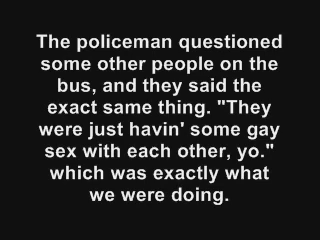 The policeman questioned
some other people on the
bus, and they said the
exact same thing. "They
were just havin' some gay
sex with each other, yo."
which was exactly what
we were doing.